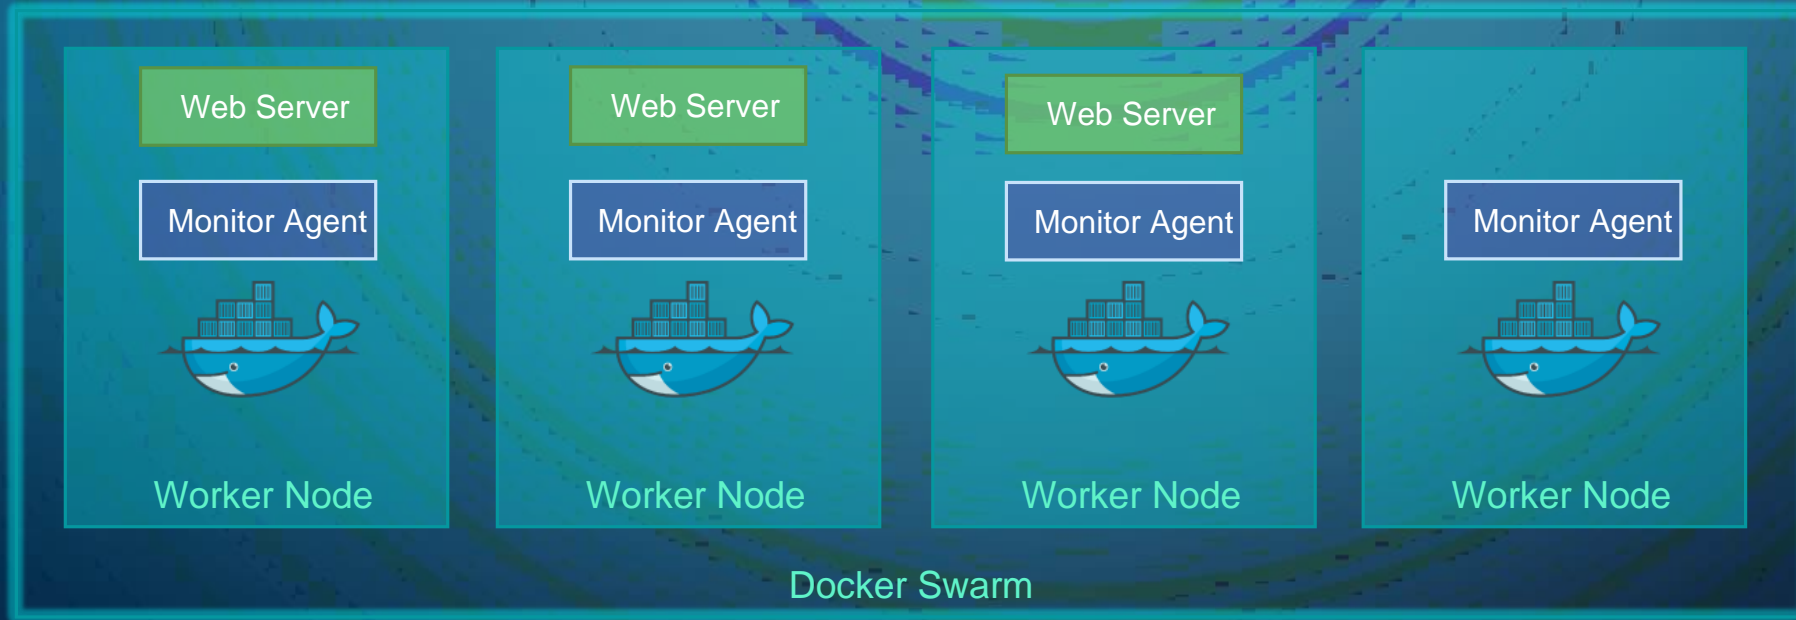 Web Server
Web Server
Web Server
Monitor Agent
Monitor Agent
Monitor Agent
Monitor Agent
Worker Node
Worker Node
Worker Node
Worker Node
Docker Swarm